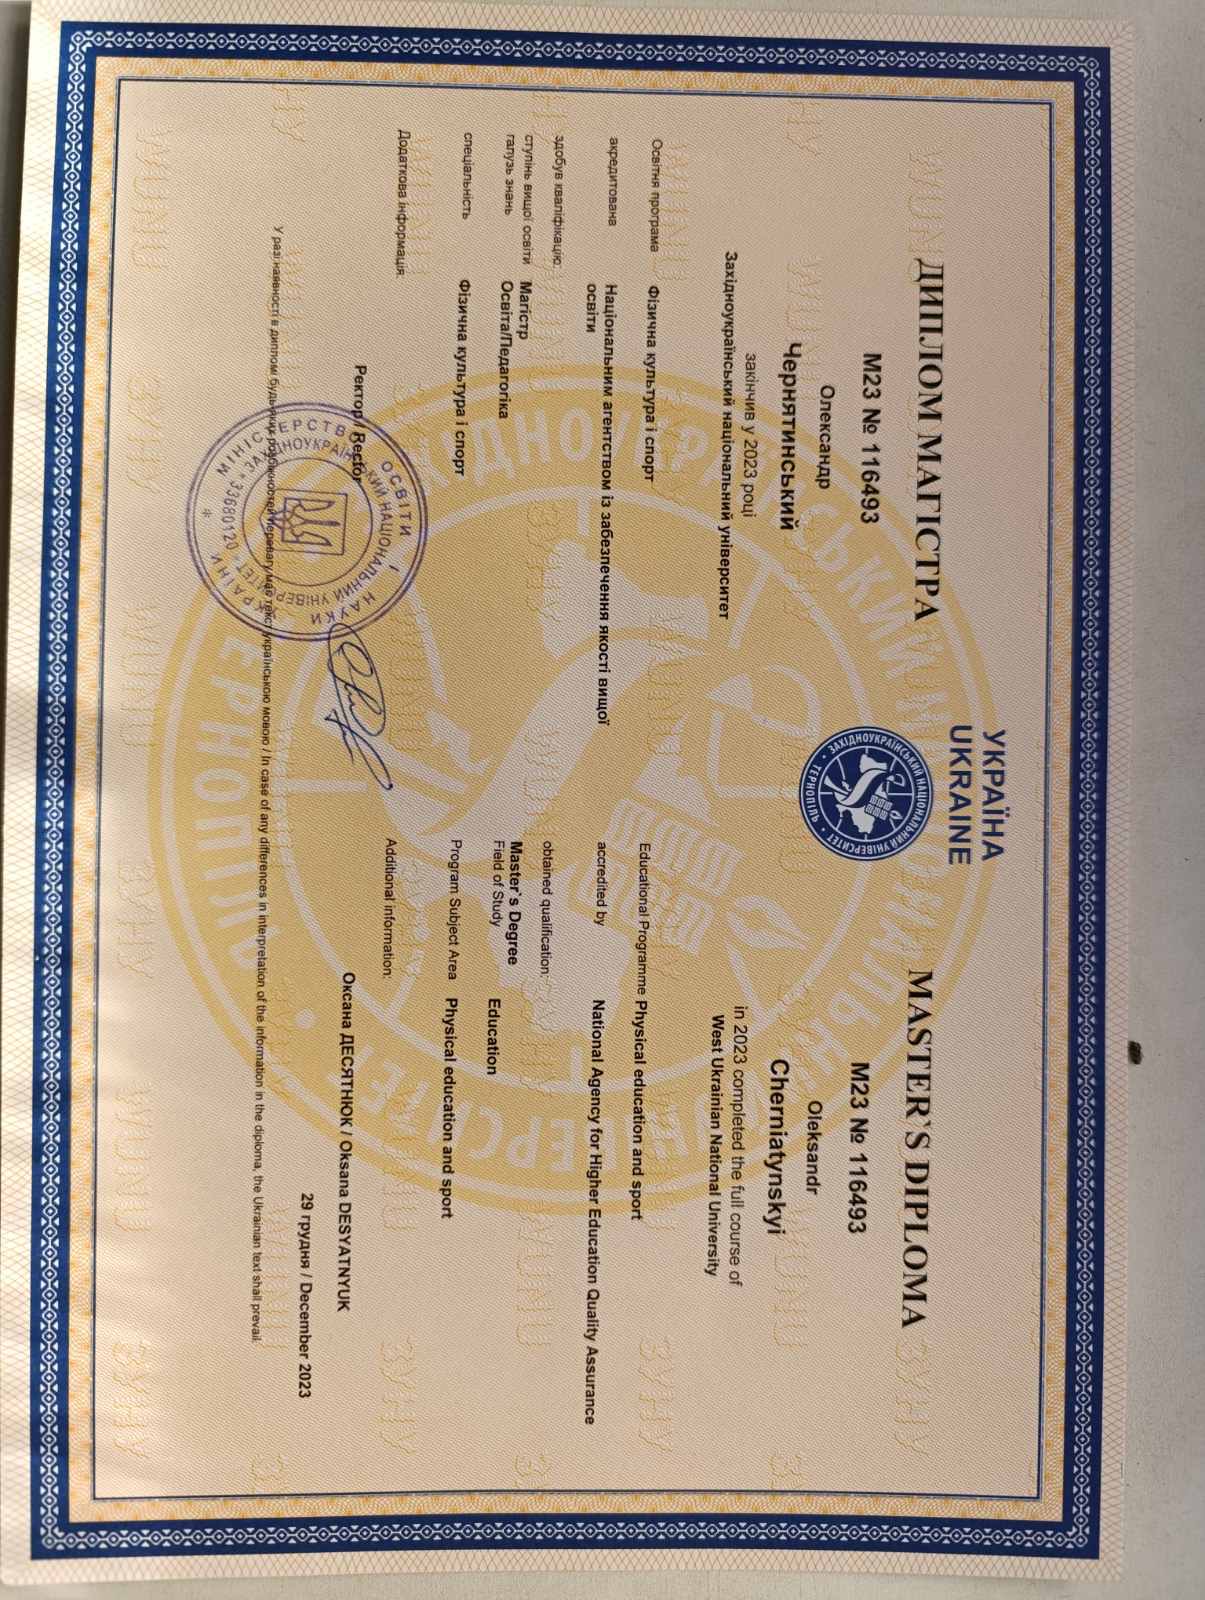 УКРАЇНА
UKRAINE
ДИПЛОМ МАГІСТРА
М23 № 116493
Олександр
Чернятинський
закінчив у 2023 році
Західноукраїнський національний університет
Освітня програма Фізична культура і спорт
акредитована Національним агентством із забезпечення якості вищої
освіти
здобув кваліфікацію:
ступінь вищої освіти Магістр
галузь знань Освіта/Педагогіка
спеціальність Фізична культура і спорт
Додаткова інформація:
ЗАХІДНОУКРАЇНСЬКИЙ НАЦІОНАЛЬНИЙ УНІВЕРСИТЕТ
ТЕРНОПІЛЬ
MASTER`S DIPLOMA
М23 № 116493
Oleksandr
Cherniatynskyi
in 2023 completed the full course of
West Ukrainian National University
Educational Programme Physical education and sport
accredited by National Agency for Higher Education Quality Assurance
obtained qualification:
Master`s Degree
Field of Study Education
Program Subject Area Physical education and sport
Additional information:
Ректор / Rector
Оксана ДЕСЯТНЮК / Oksana DESYATNYUK
29 грудня / December 2023
МІНІСТЕРСТВО ОСВІТИ І НАУКИ УКРАЇНИ
ЗАХІДНОУКРАЇНСЬКИЙ НАЦІОНАЛЬНИЙ УНІВЕРСИТЕТ * 33680120 *
У разі наявності в дипломі будь-яких розбіжностей перевагу має текст українською мовою / In case of any differences in interpretation of the information in the diploma, the Ukrainian text shall prevail.